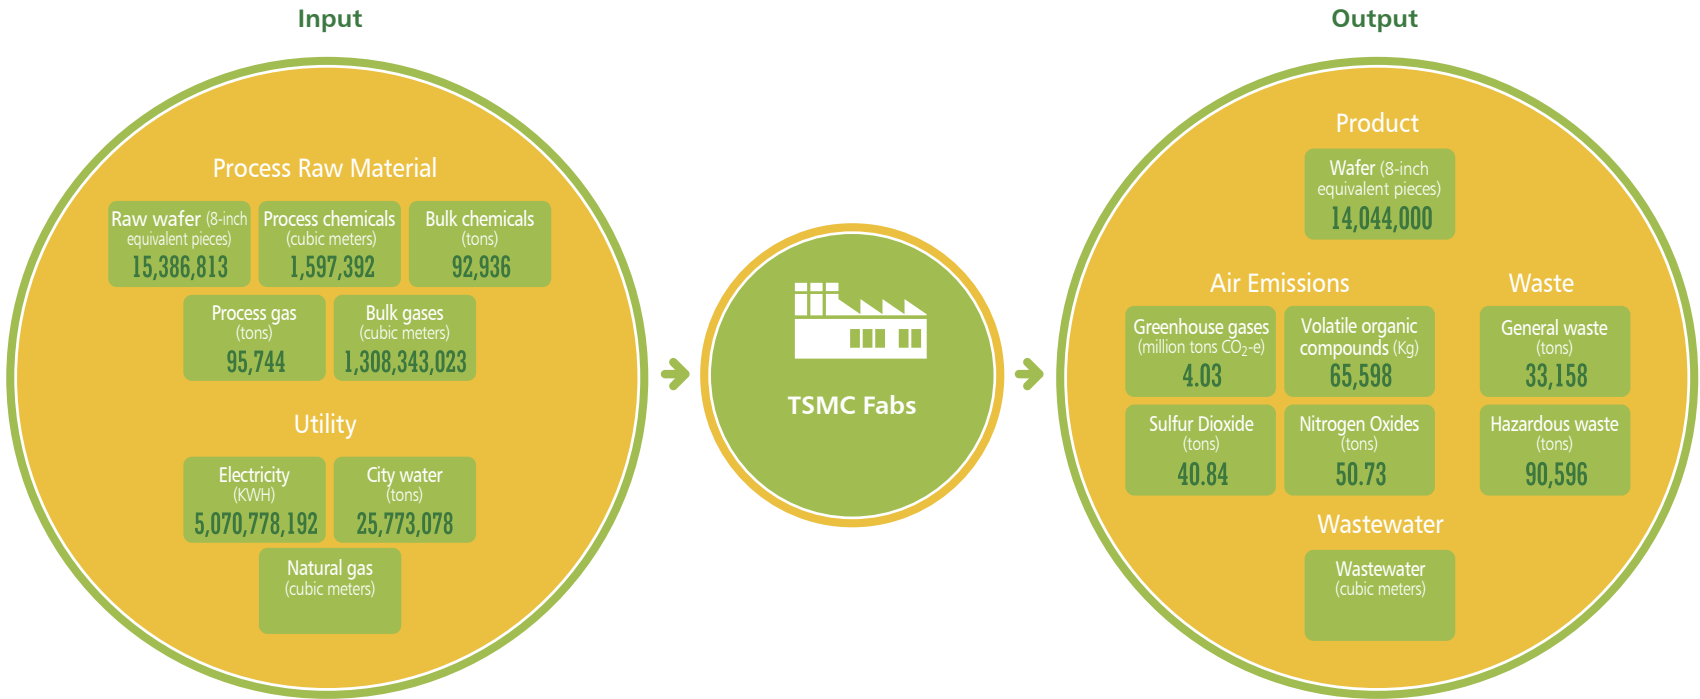 Input
Process Raw Material
Raw wafer (8-inch
equivalent pieces)
15,386,813
Process chemicals
(cubic meters)
1,597,392
Bulk chemicals
(tons)
92,936
Process gas
(tons)
95,744
Bulk gases
(cubic meters)
1,308,343,023
Utility
Electricity
(KWH)
5,070,778,192
City water
(tons)
25,773,078
Natural gas
(cubic meters)
TSMC Fabs
Output
Product
Wafer (8-inch
equivalent pieces)
14,044,000
Air Emissions
Greenhouse gases
(million tons CO₂-e)
4.03
Volatile organic
compounds (Kg)
65,598
Sulfur Dioxide
(tons)
40.84
Nitrogen Oxides
(tons)
50.73
Waste
General waste
(tons)
33,158
Hazardous waste
(tons)
90,596
Wastewater
Wastewater
(cubic meters)